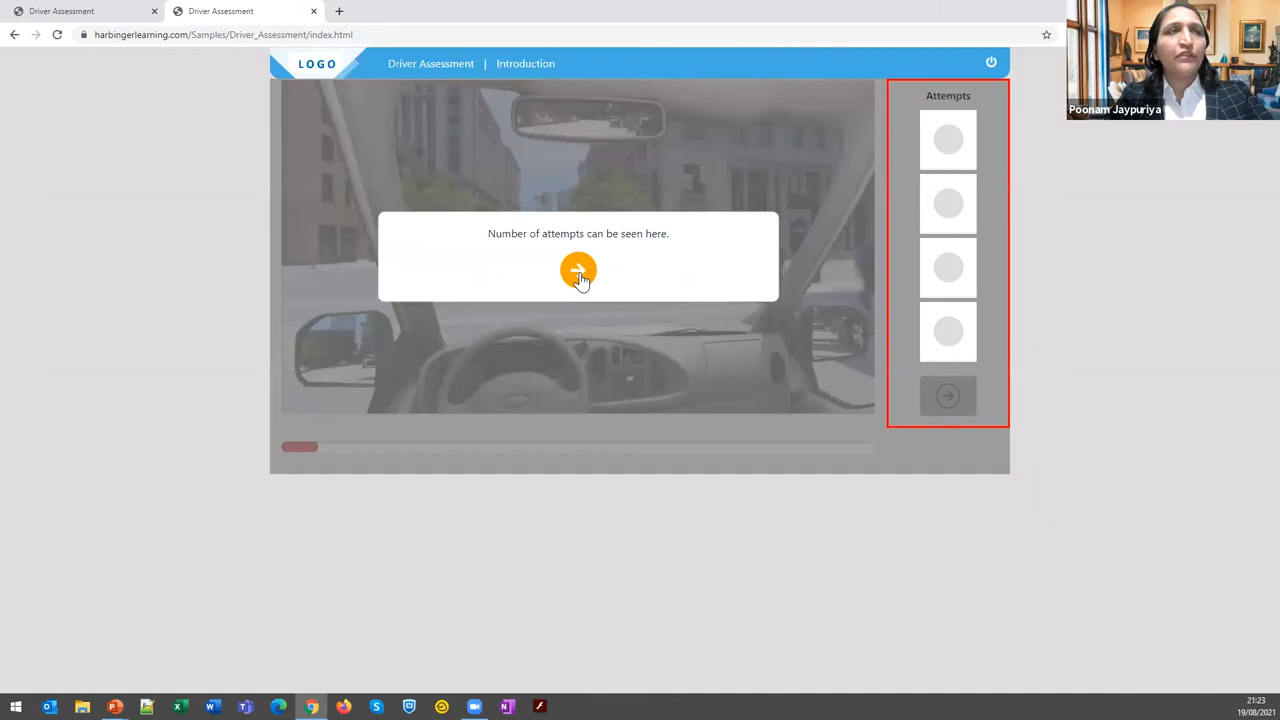 Driver Assessment
Driver Assessment
harbingerlearning.com/Samples/Driver_Assessment/index.html
LOGO
Driver Assessment | Introduction
Attempts
Number of attempts can be seen here.
Poonam Jaypuriya
21:23
19/08/2021